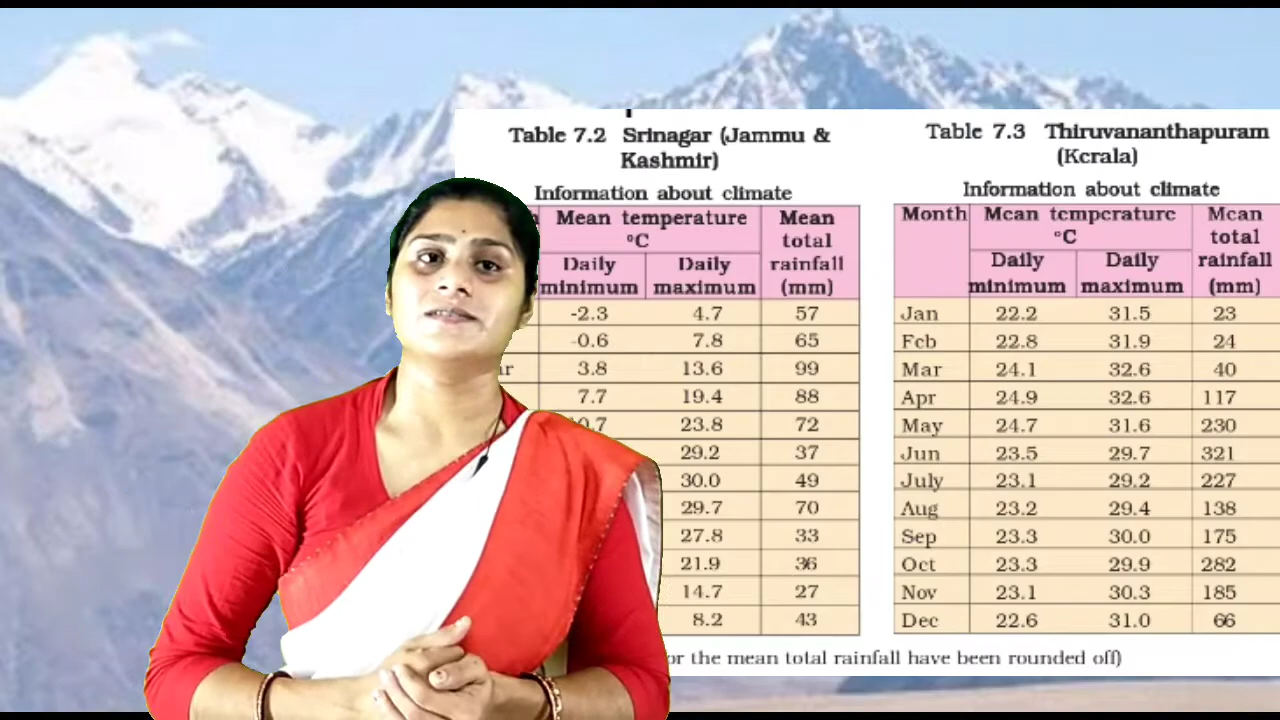 Table 7.2 Srinagar (Jammu &
Kashmir)
Information about climate
Mean temperature Mean
°C total
Daily Daily rainfall
minimum maximum (mm)
-2.3 4.7 57
-0.6 7.8 65
3.8 13.6 99
7.7 19.4 88
23.8 72
29.2 37
30.0 49
29.7 70
27.8 33
21.9 36
14.7 27
8.2 43
Table 7.3 Thiruvananthapuram
(Kerala)
Information about climate
Month Mean temperature Mean
°C total
Daily Daily rainfall
minimum maximum (mm)
Jan 22.2 31.5 23
Feb 22.8 31.9 24
Mar 24.1 32.6 40
Apr 24.9 32.6 117
May 24.7 31.6 230
Jun 23.5 29.7 321
July 23.1 29.2 227
Aug 23.2 29.4 138
Sep 23.3 30.0 175
Oct 23.3 29.9 282
Nov 23.1 30.3 185
Dec 22.6 31.0 66
the mean total rainfall have been rounded off)